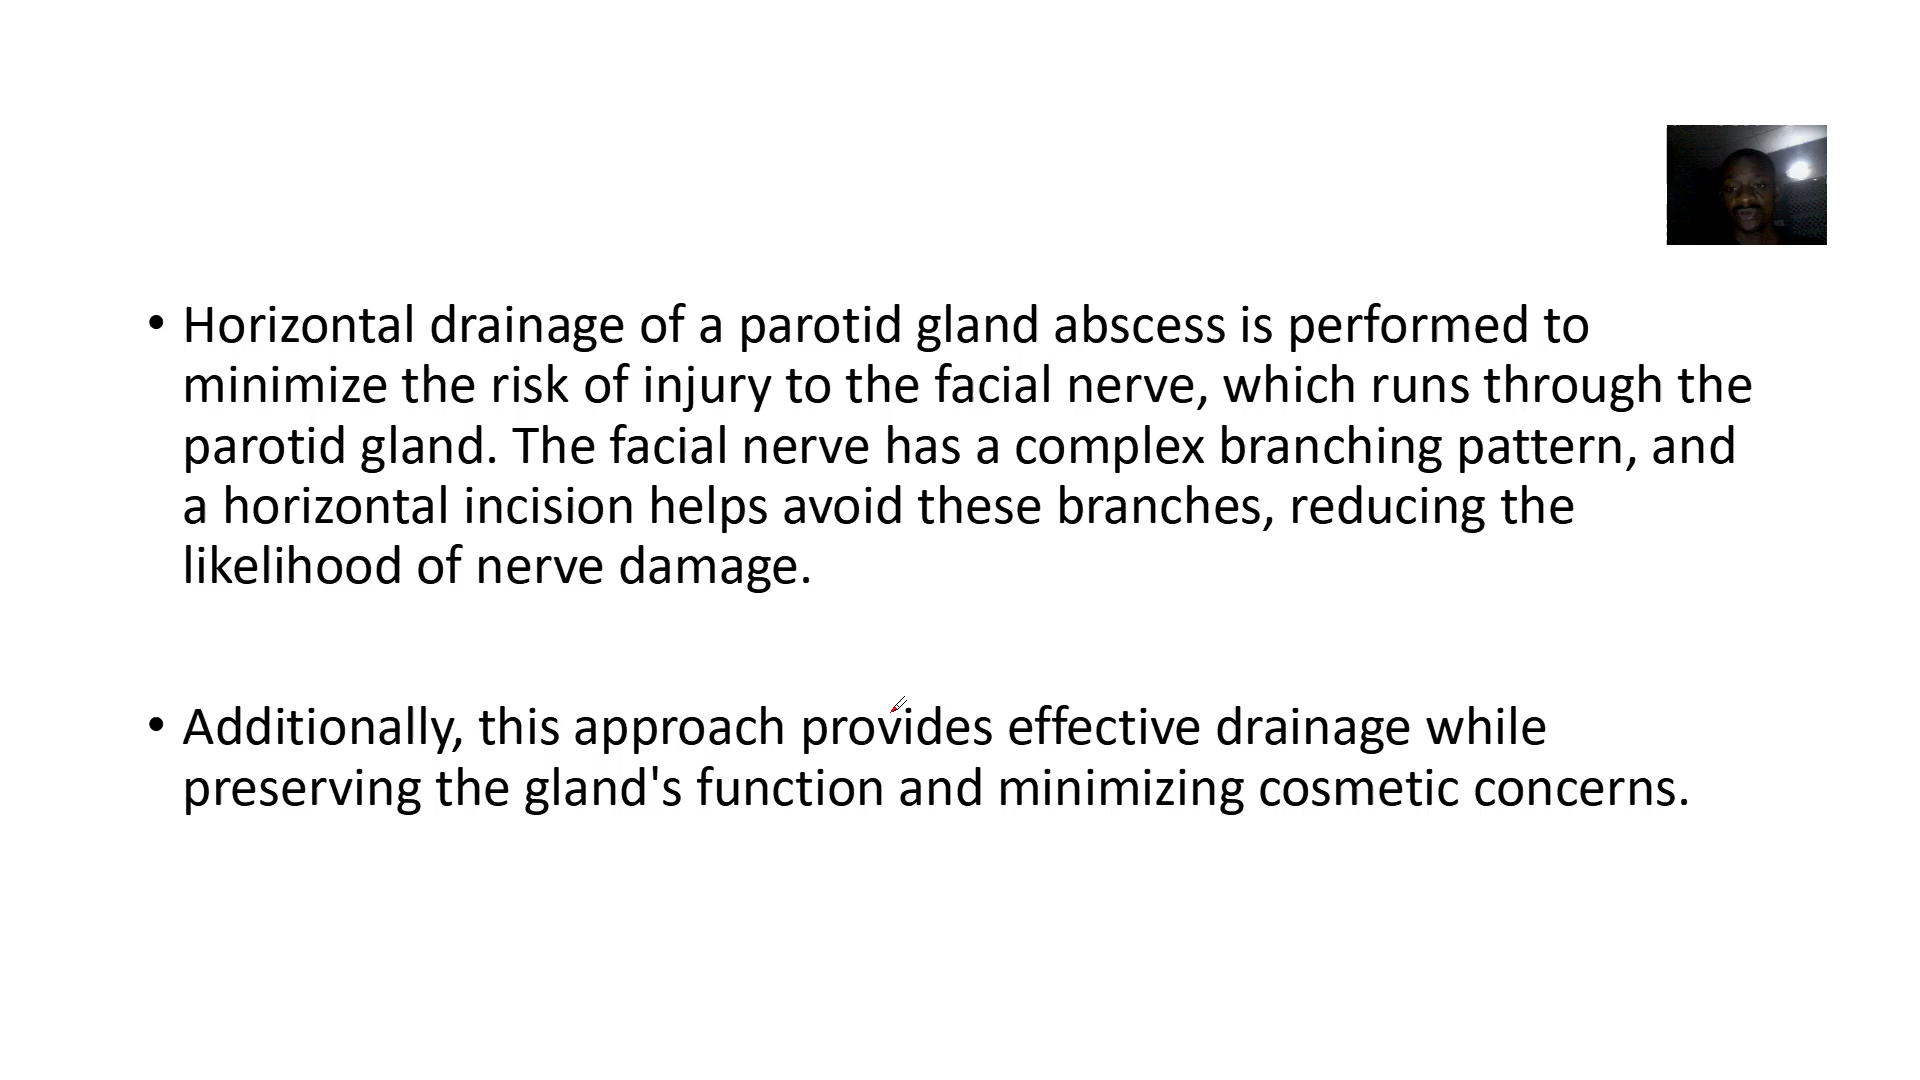 • Horizontal drainage of a parotid gland abscess is performed to
minimize the risk of injury to the facial nerve, which runs through the
parotid gland. The facial nerve has a complex branching pattern, and
a horizontal incision helps avoid these branches, reducing the
likelihood of nerve damage.
• Additionally, this approach provides effective drainage while
preserving the gland's function and minimizing cosmetic concerns.